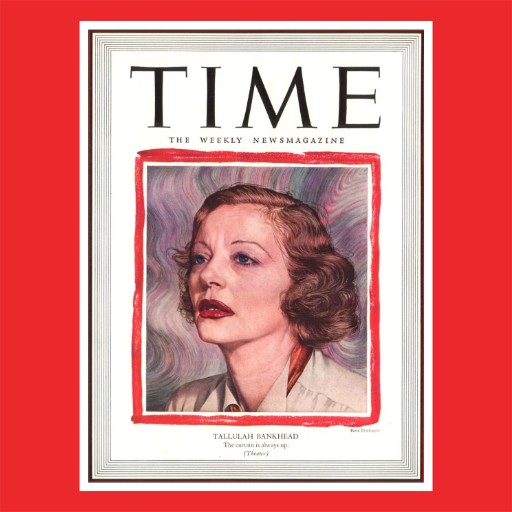 TIME
THE WEEKLY NEWSMAGAZINE
TALLULAH BANKHEAD
The curtain is always up.
(Theater)